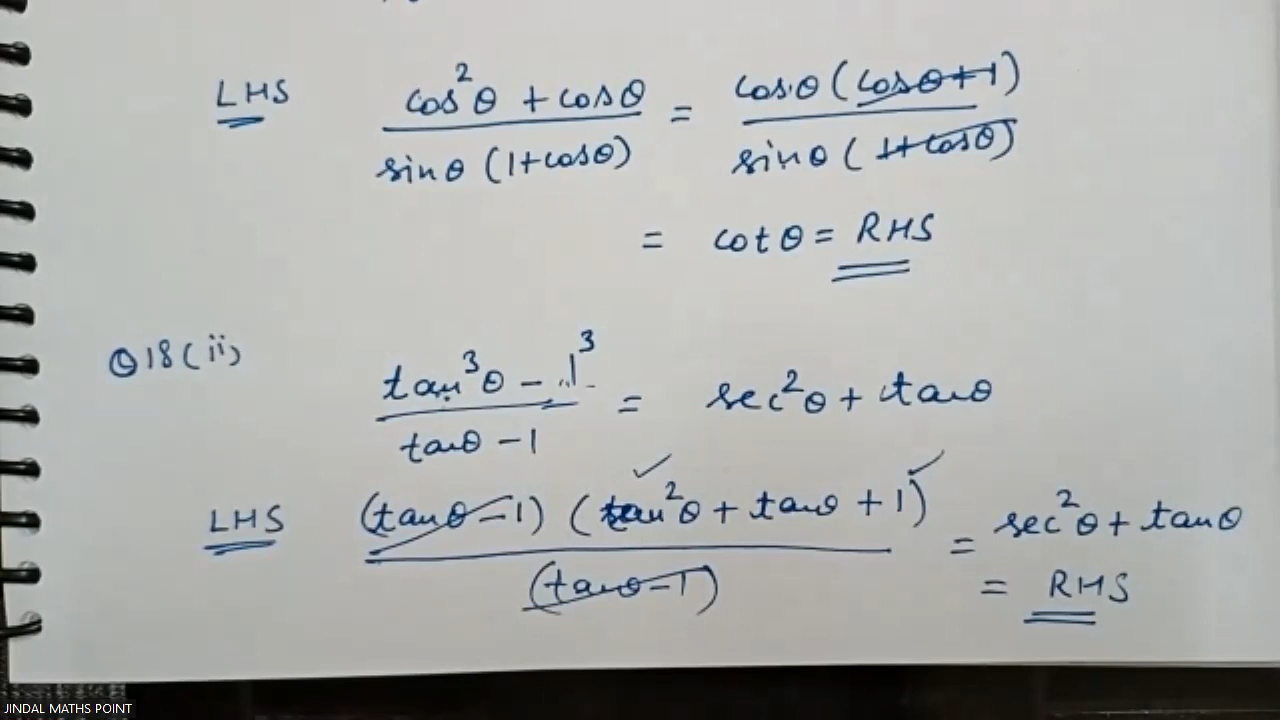 LHS cos²θ + cosθ / sinθ (1+cosθ) = cosθ (cosθ+1) / sinθ (1+cosθ)
= cotθ = RHS
Q18(ii) tan³θ - 1³ / tanθ - 1 = sec²θ + tanθ
LHS (tanθ-1) (tan²θ + tanθ + 1) / (tanθ-1) = sec²θ + tanθ
= RHS
JINDAL MATHS POINT